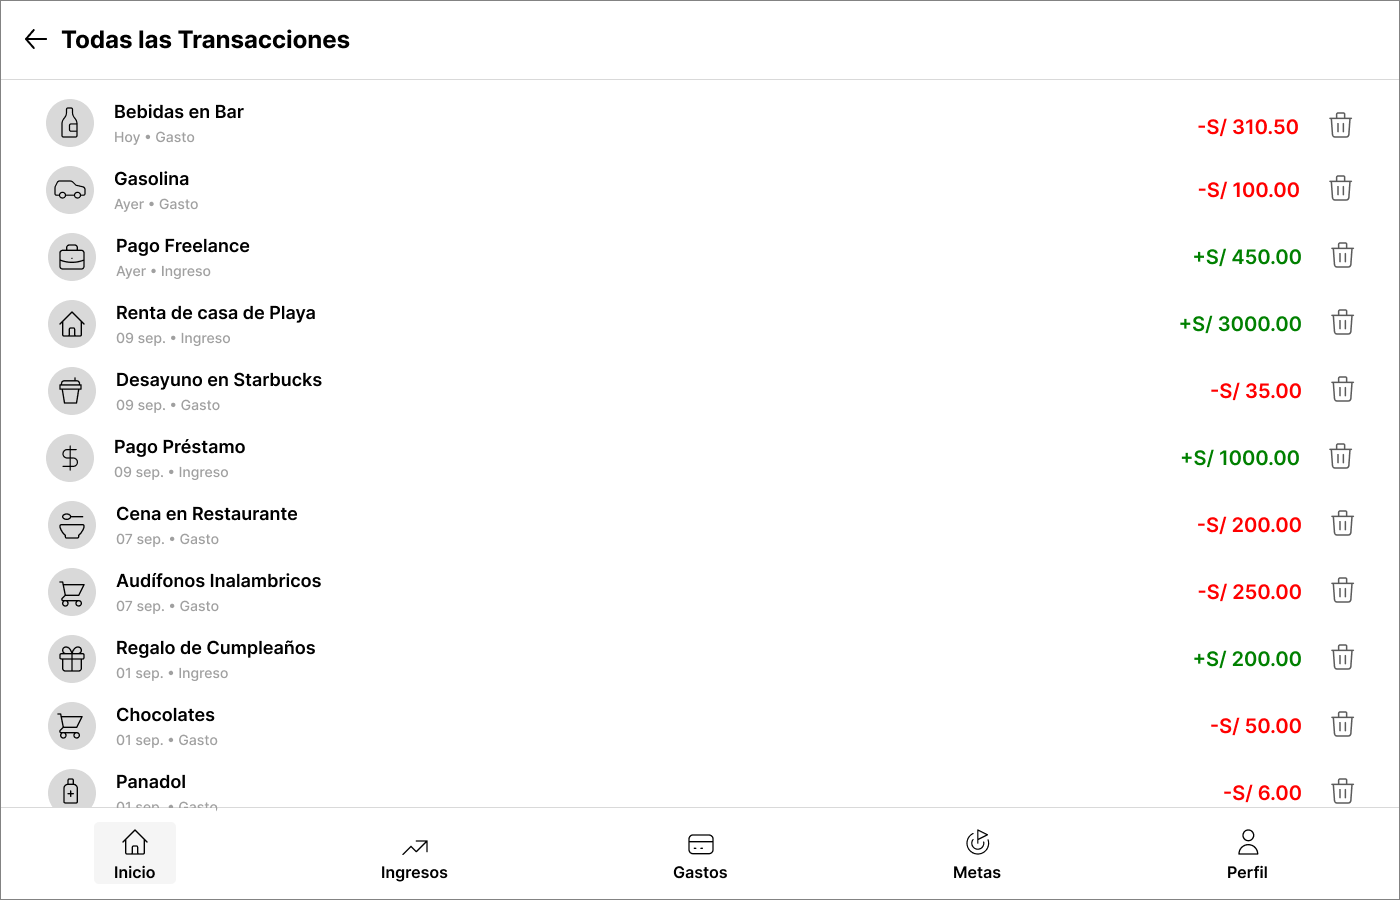 Todas las Transacciones
Bebidas en Bar
Hoy • Gasto
-S/ 310.50
Gasolina
Ayer • Gasto
-S/ 100.00
Pago Freelance
Ayer • Ingreso
+S/ 450.00
Renta de casa de Playa
09 sep. • Ingreso
+S/ 3000.00
Desayuno en Starbucks
09 sep. • Gasto
-S/ 35.00
Pago Préstamo
09 sep. • Ingreso
+S/ 1000.00
Cena en Restaurante
07 sep. • Gasto
-S/ 200.00
Audífonos Inalambricos
07 sep. • Gasto
-S/ 250.00
Regalo de Cumpleaños
01 sep. • Ingreso
+S/ 200.00
Chocolates
01 sep. • Gasto
-S/ 50.00
Panadol
01 sep. • Gasto
-S/ 6.00
Inicio
Ingresos
Gastos
Metas
Perfil